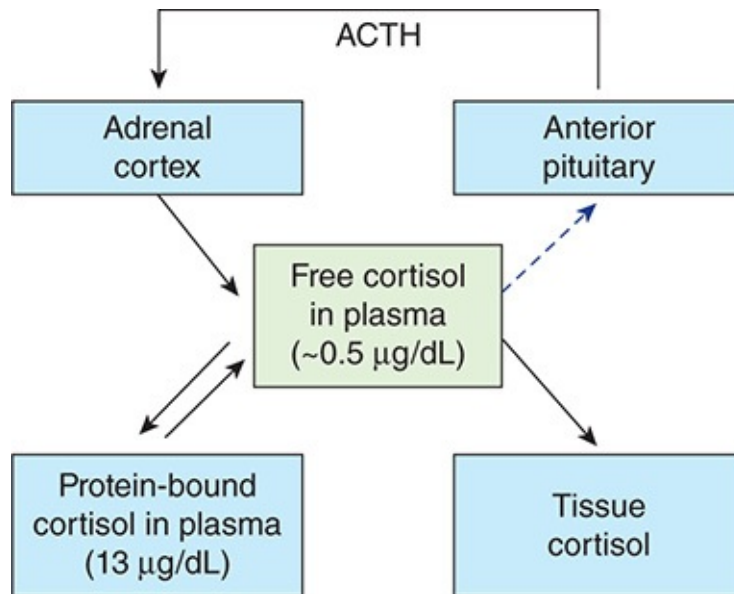 ACTH
Adrenal
cortex
Anterior
pituitary
Free cortisol
in plasma
(~0.5 μg/dL)
Protein-bound
cortisol in plasma
(13 μg/dL)
Tissue
cortisol